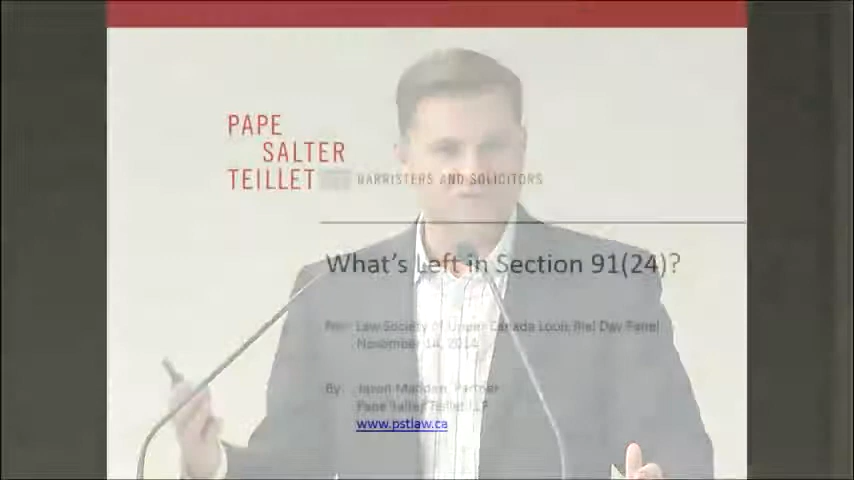 PAPE
SALTER
TEILLET BARRISTERS AND SOLICITORS
What's Left in Section 91(24)?
For: Law Society of Upper Canada Louis Riel Day Panel
November 14, 2014
By: Jason Madden, Partner
Pape Salter Teillet LLP
www.pstlaw.ca